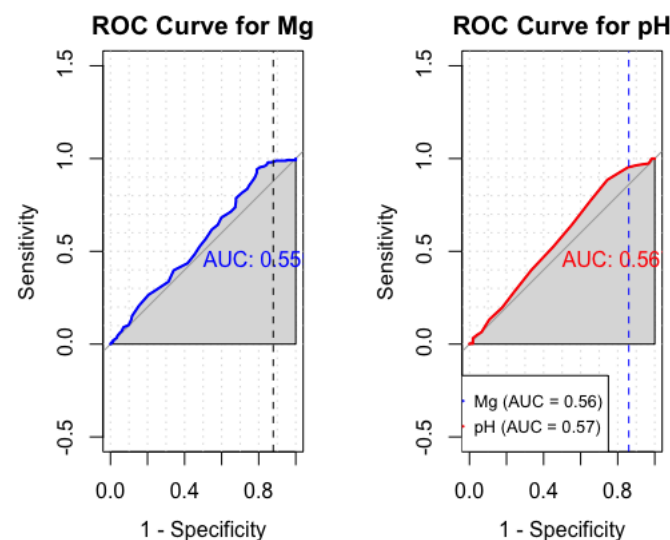 ROC Curve for Mg
Sensitivity
1.5
1.0
0.5
0.0
-0.5
AUC: 0.55
0.0 0.4 0.8
1 - Specificity
ROC Curve for pH
Sensitivity
1.5
1.0
0.5
0.0
-0.5
AUC: 0.56
Mg (AUC = 0.56)
pH (AUC = 0.57)
0.0 0.4 0.8
1 - Specificity